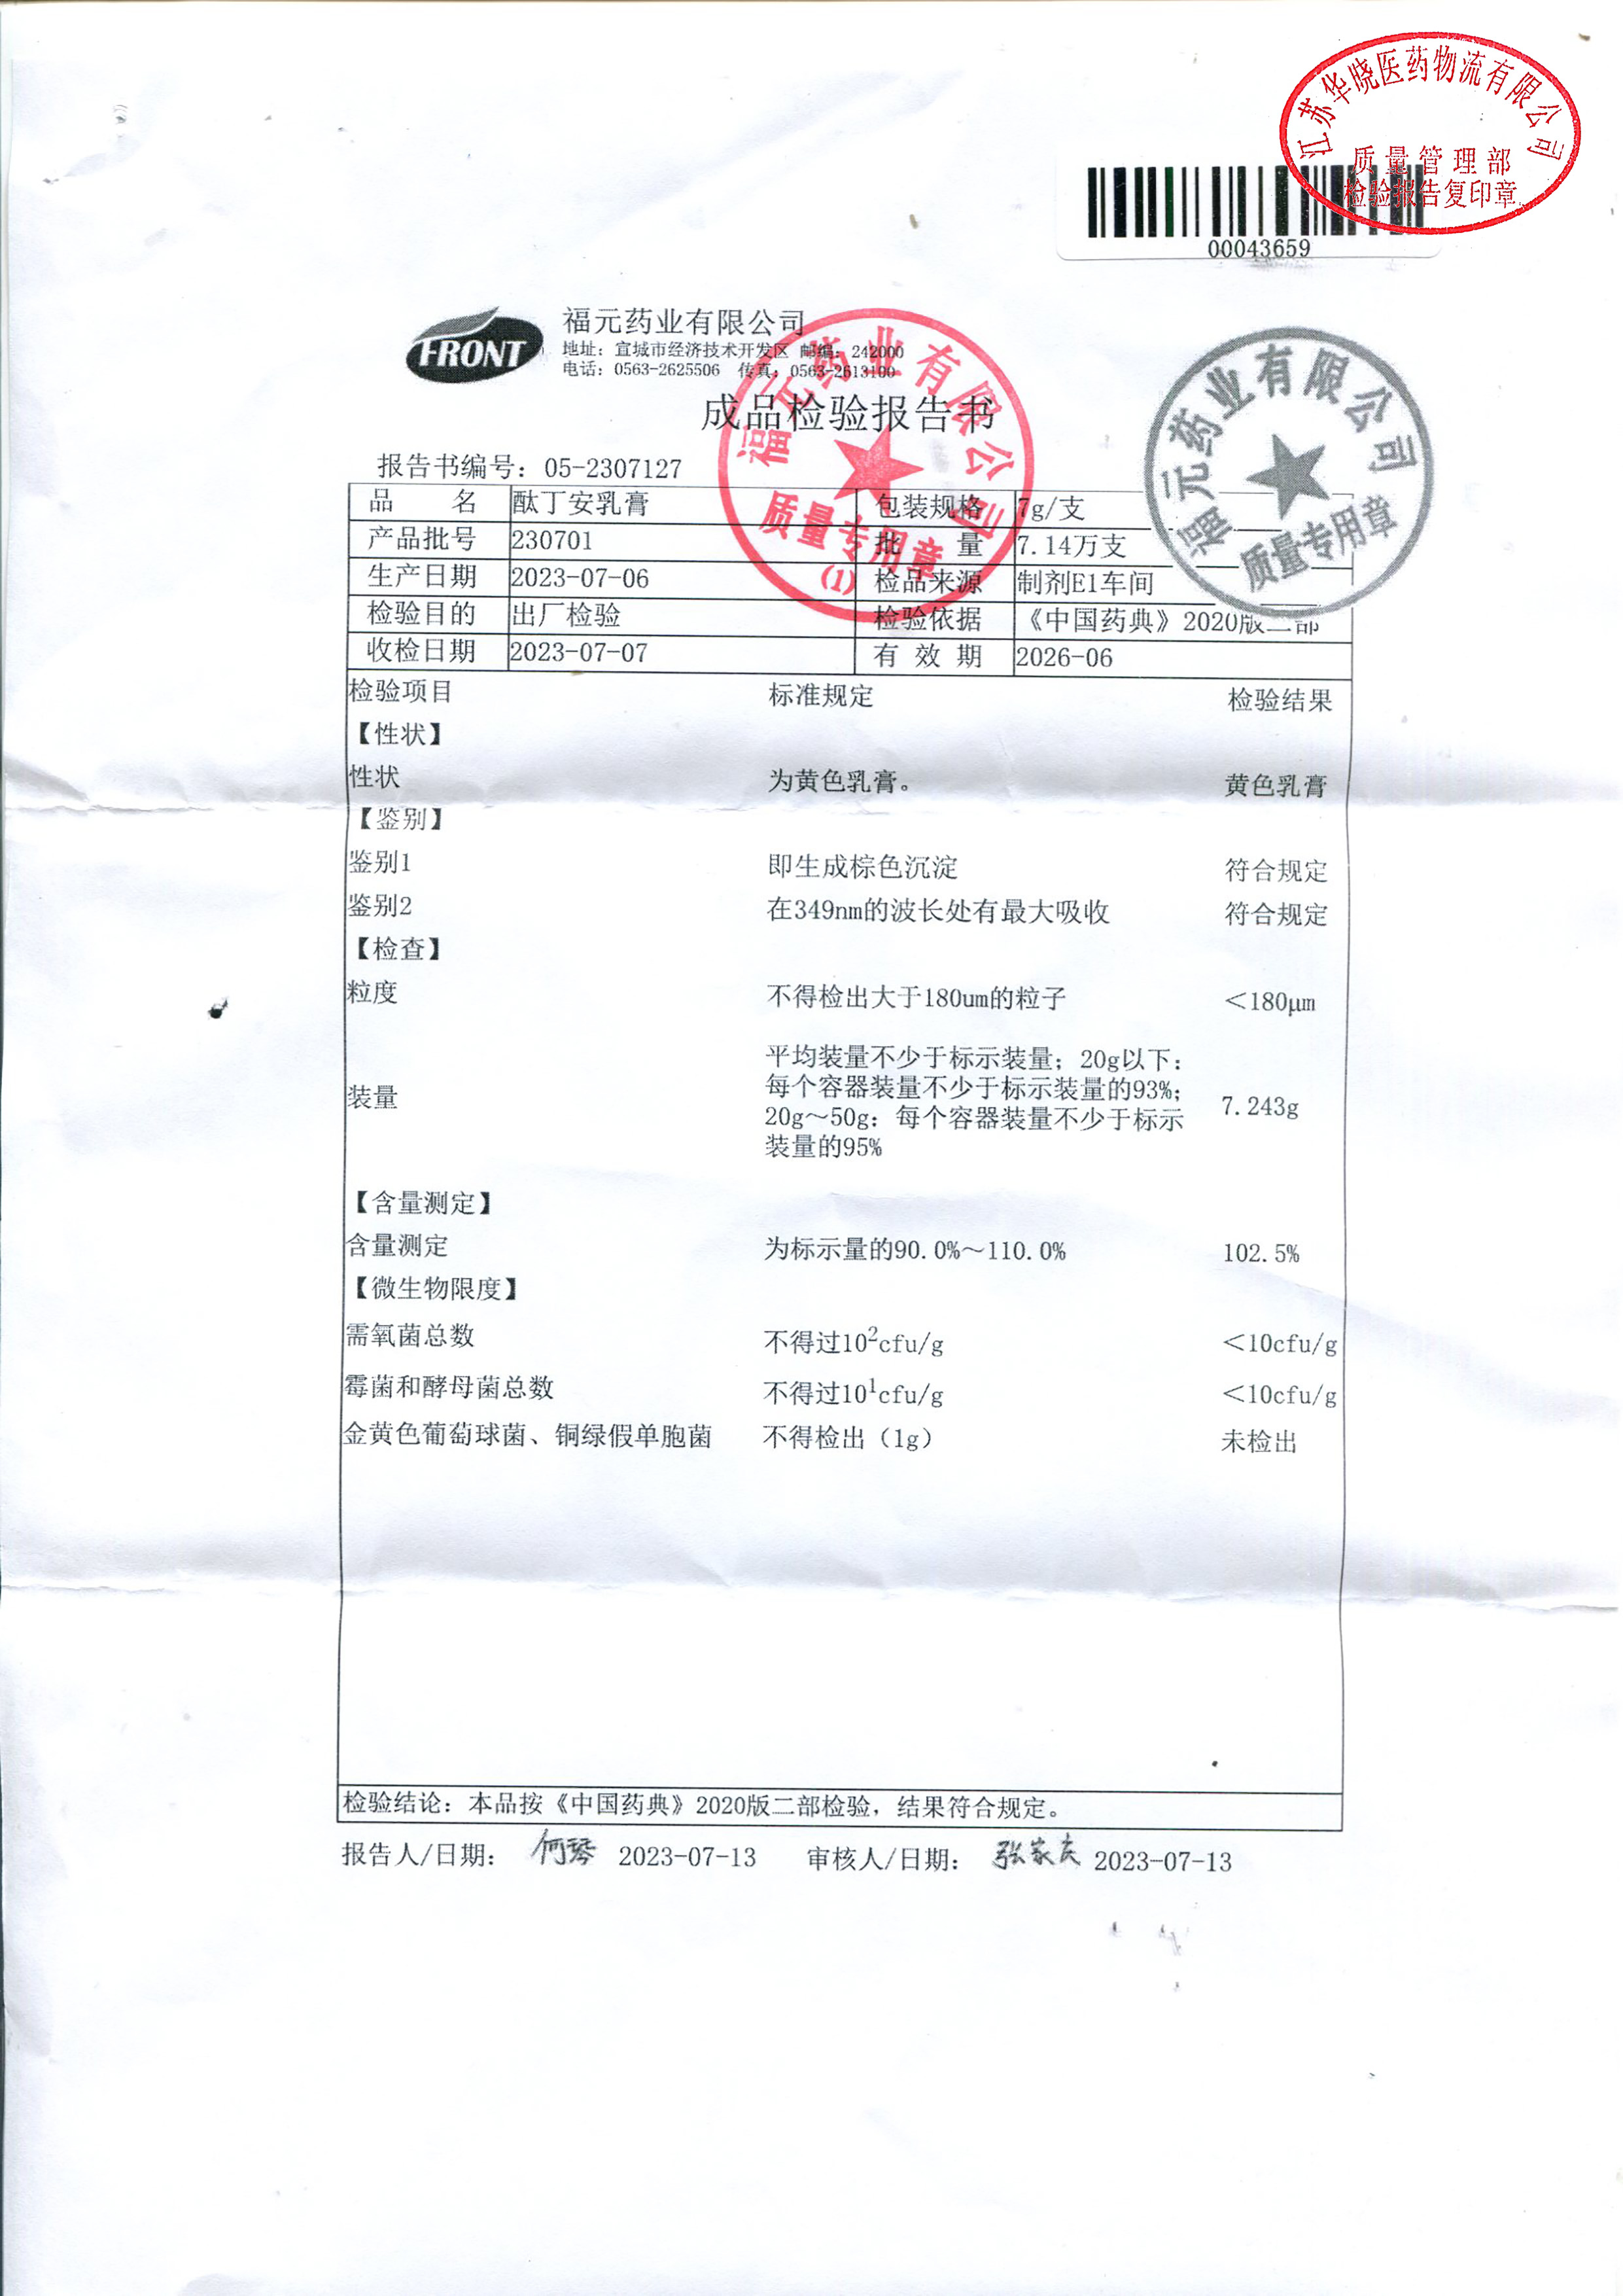 江苏华晓医药物流有限公司
质量管理部
检验报告复印章
00043659
FRONT
福元药业有限公司
地址：宣城市经济技术开发区 邮编：242000
电话：0563-2625506 传真：0563-2613100
成品检验报告书
福元药业有限公司
质量专用章
(1)
福元药业有限公司
质量专用章
报告书编号：05-2307127
品 名 酞丁安乳膏 包装规格 7g/支
产品批号 230701 批 量 7.14万支
生产日期 2023-07-06 检品来源 制剂E1车间
检验目的 出厂检验 检验依据 《中国药典》2020版二部
收检日期 2023-07-07 有 效 期 2026-06
检验项目 标准规定 检验结果
【性状】
性状 为黄色乳膏。 黄色乳膏
【鉴别】
鉴别1 即生成棕色沉淀 符合规定
鉴别2 在349nm的波长处有最大吸收 符合规定
【检查】
粒度 不得检出大于180um的粒子 <180μm
平均装量不少于标示装量；20g以下：
每个容器装量不少于标示装量的93%；
装量 20g～50g：每个容器装量不少于标示 7.243g
装量的95%
【含量测定】
含量测定 为标示量的90.0%～110.0% 102.5%
【微生物限度】
需氧菌总数 不得过10²cfu/g <10cfu/g
霉菌和酵母菌总数 不得过10¹cfu/g <10cfu/g
金黄色葡萄球菌、铜绿假单胞菌 不得检出（1g） 未检出
检验结论：本品按《中国药典》2020版二部检验，结果符合规定。
报告人/日期： 何琴 2023-07-13 审核人/日期： 张家庆 2023-07-13